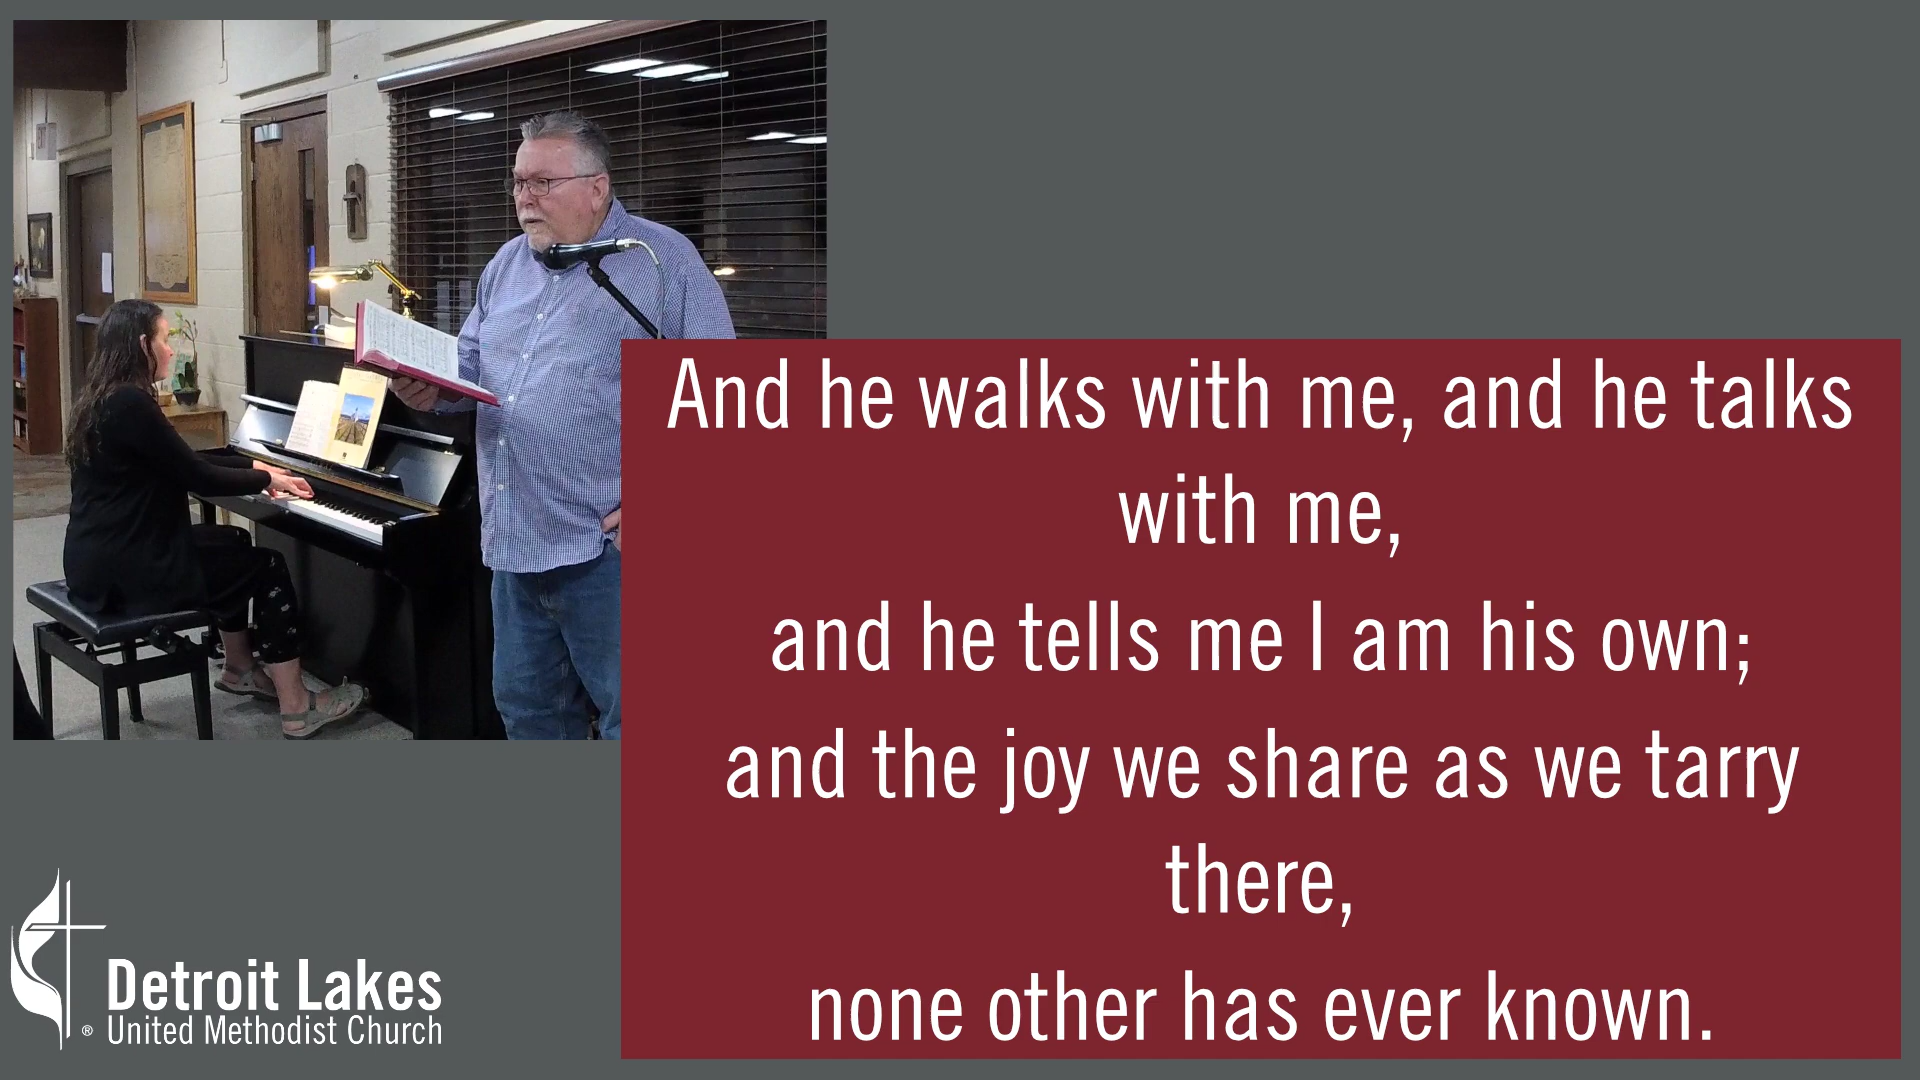 And he walks with me, and he talks
with me,
and he tells me I am his own;
and the joy we share as we tarry
there,
none other has ever known.
® Detroit Lakes
United Methodist Church